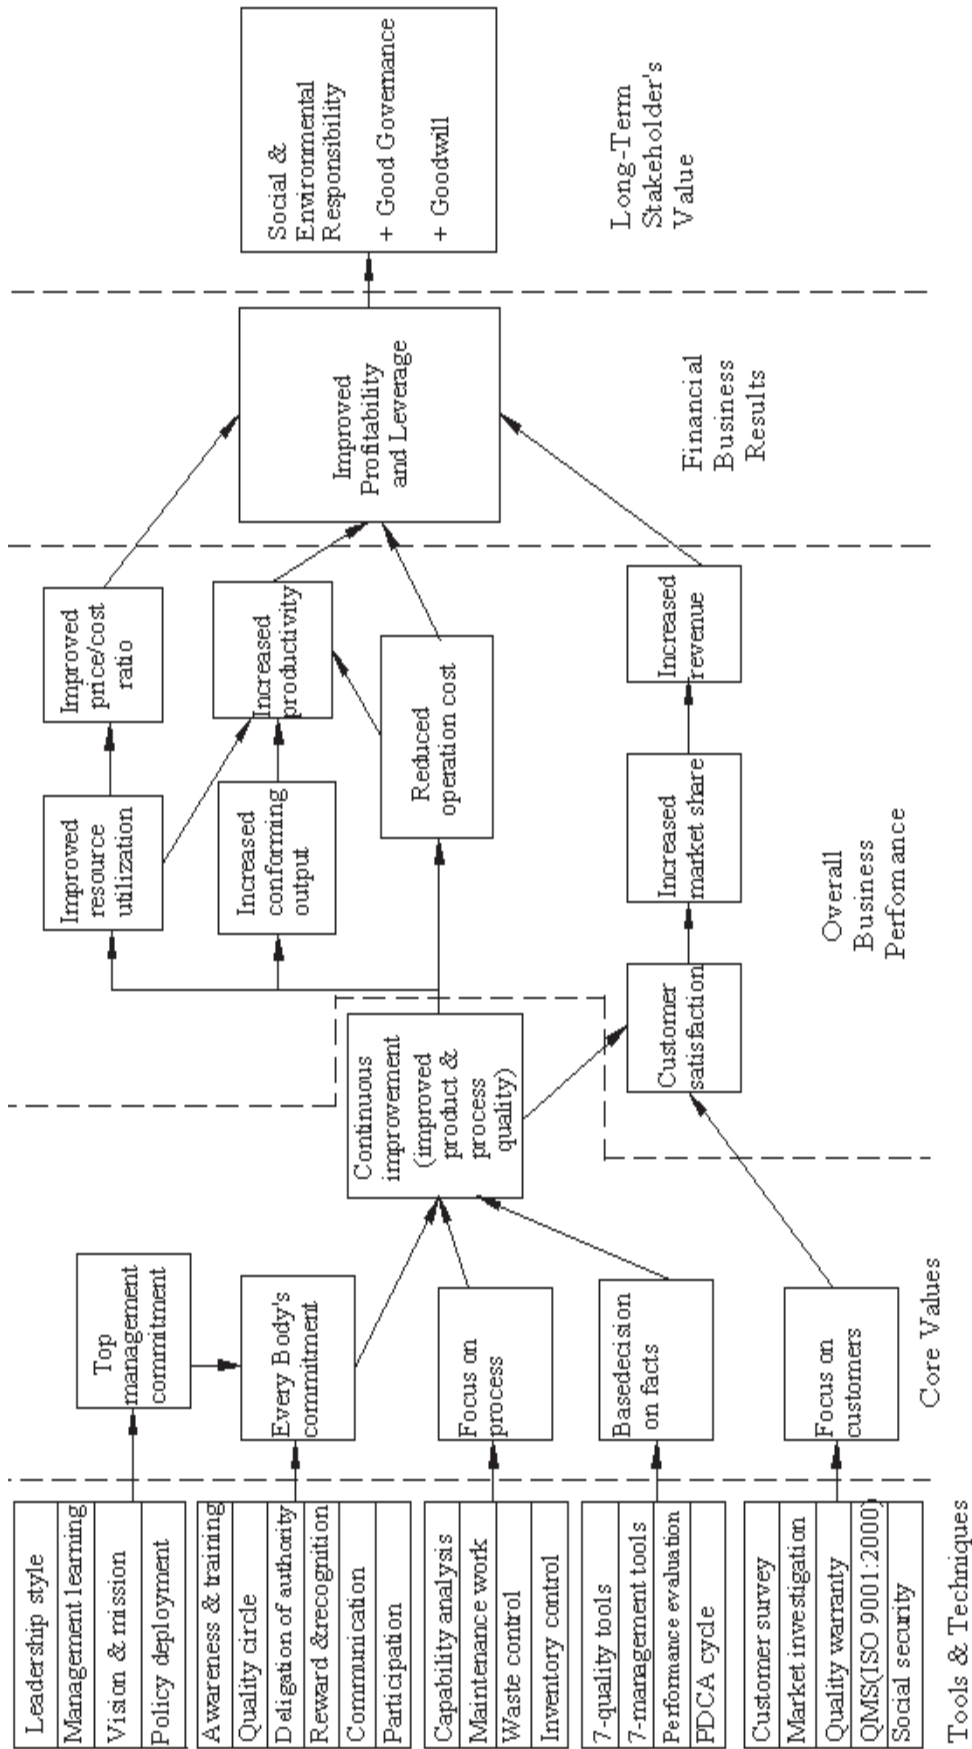 Leadership style
Management learning
Vision & mission
Policy deployment
Awareness & training
Quality circle
Deligation of authority
Reward &recognition
Communication
Participation
Capability analysis
Maintenance work
Waste control
Inventory control
7-quality tools
7-management tools
Performance evaluation
PDCA cycle
Customer survey
Market investigation
Quality warranty
QMS(ISO 9001:2000)
Social security
Tools & Techniques
Top
management
commitment
Every Body's
commitment
Focus on
process
Basedecision
on facts
Focus on
customers
Core Values
Continuous
improvement
(improved
product &
process
quality)
Improved
resource
utilization
Increased
conforming
output
Reduced
operation cost
Improved
price/cost
ratio
Increased
productivity
Customer
satisfaction
Increased
market share
Increased
revenue
Overall
Business
Perfomance
Improved
Profitability
and Leverage
Financial
Business
Results
Social &
Environmental
Responsibility
+ Good Governance
+ Goodwill
Long-Term
Stakeholder's
Value